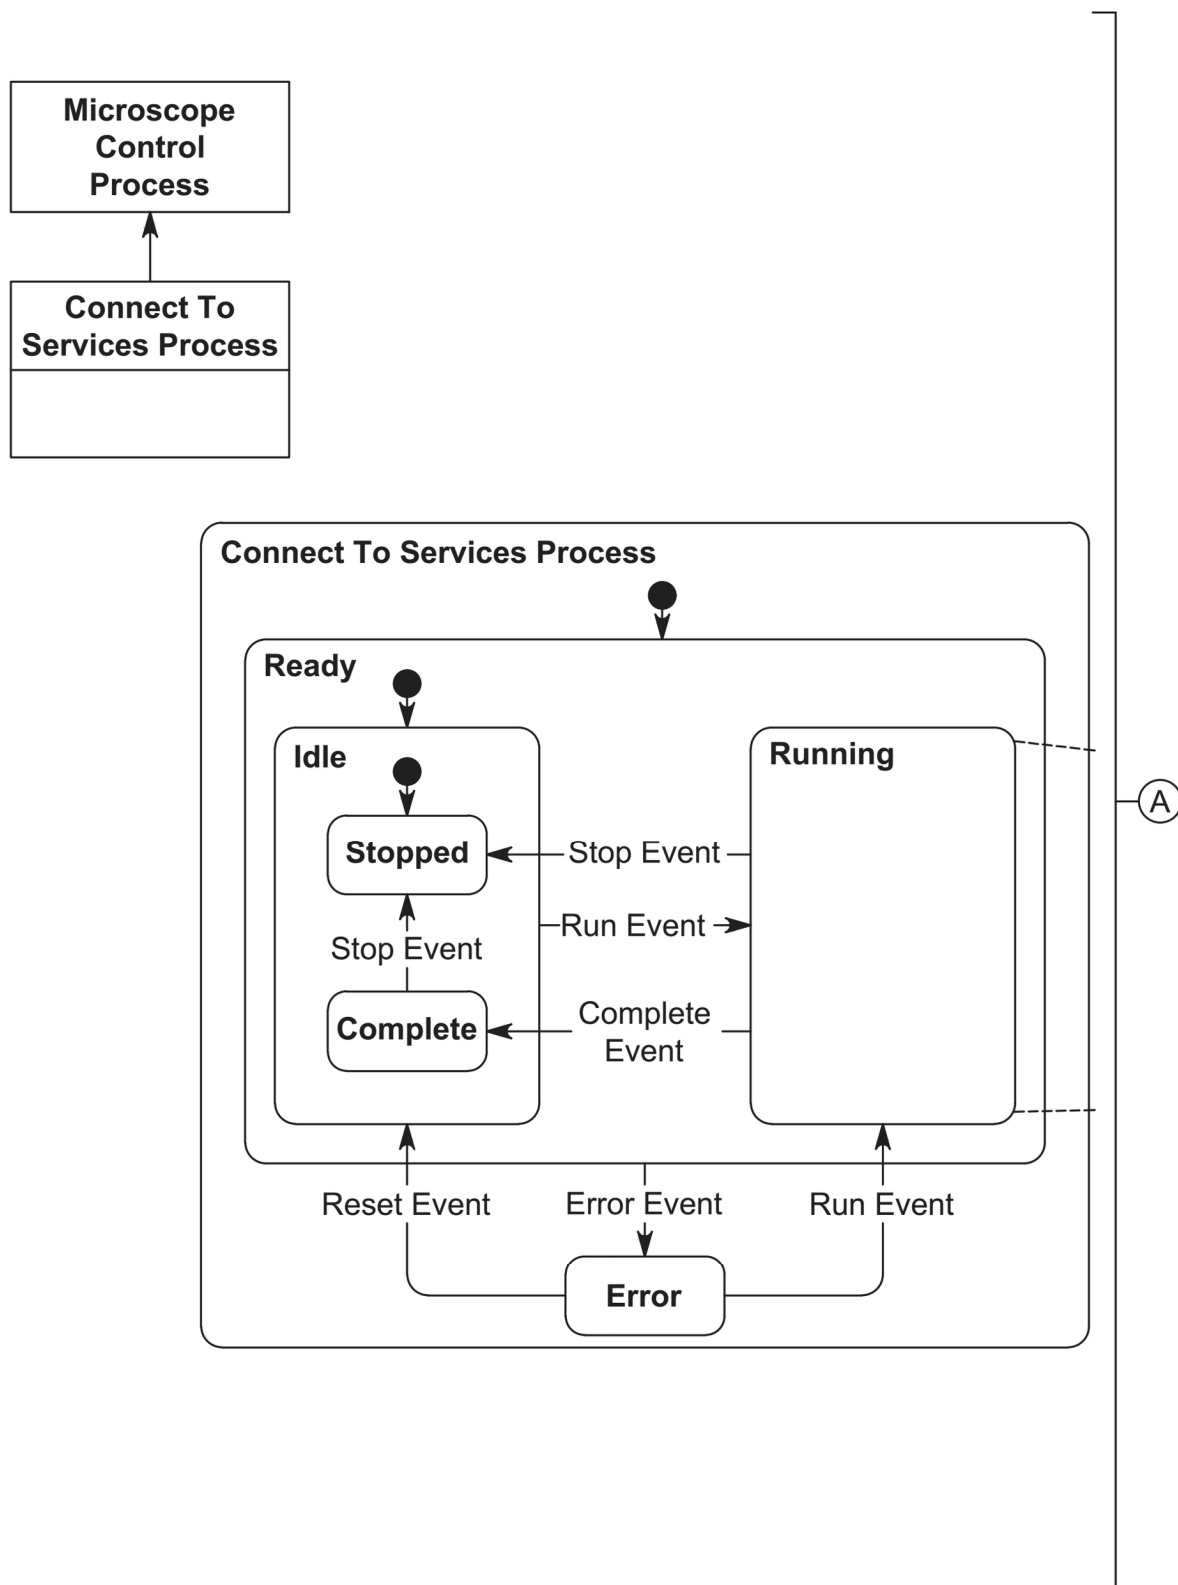 Microscope
Control
Process
Connect To
Services Process
Connect To Services Process
Ready
Idle
Running
A
Stopped
Stop Event
Run Event
Stop Event
Complete
Complete
Event
Reset Event
Error Event
Run Event
Error